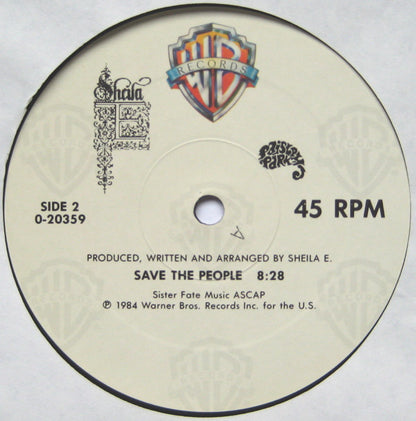 WB
RECORDS
Sheila
E
PAISLEY
PARK
SIDE 2
0-20359
45 RPM
A
PRODUCED, WRITTEN AND ARRANGED BY SHEILA E.
SAVE THE PEOPLE 8:28
Sister Fate Music ASCAP
℗ 1984 Warner Bros. Records Inc. for the U.S.